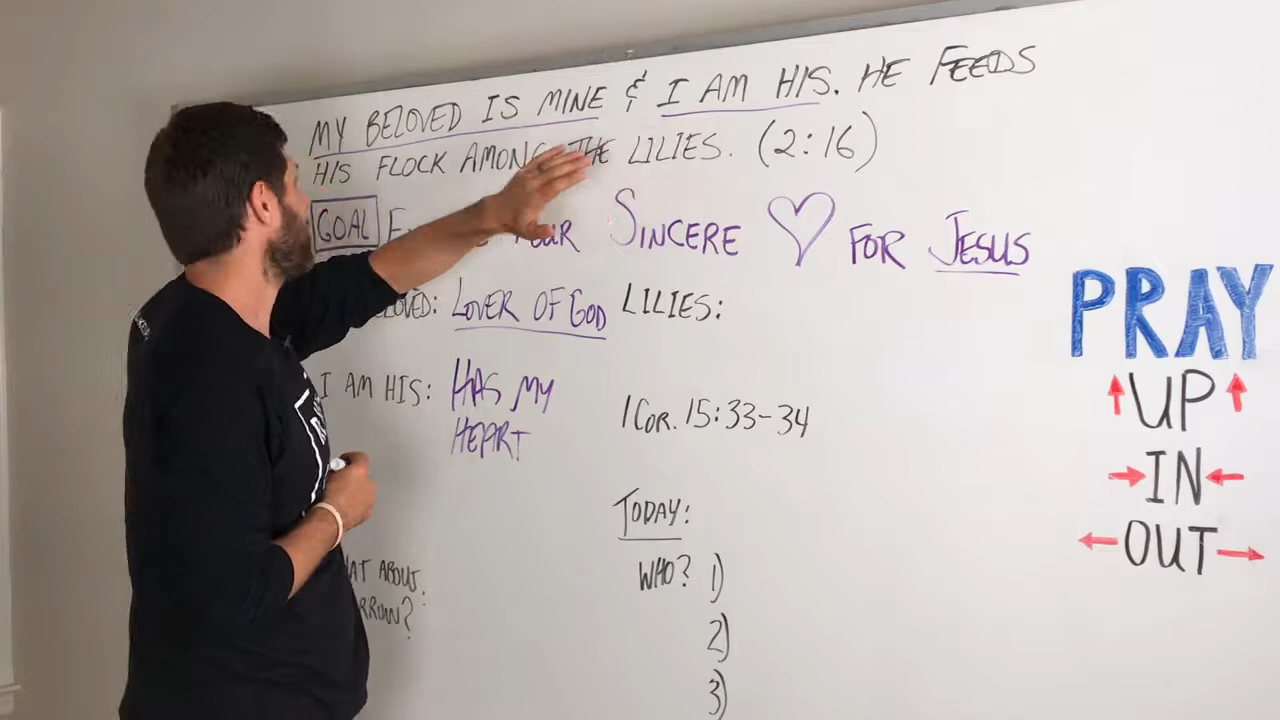 MY BELOVED IS MINE & I AM HIS. HE FEEDS
HIS FLOCK AMONG THE LILIES. (2:16)
GOAL SINCERE ♡ FOR JESUS
LOVER OF GOD
LILIES:
I AM HIS: HAS MY
HEART
1 COR. 15:33-34
TODAY:
WHO? 1)
2)
3)
ABOUT
PRAY
↑ UP ↑
→ IN ←
← OUT →